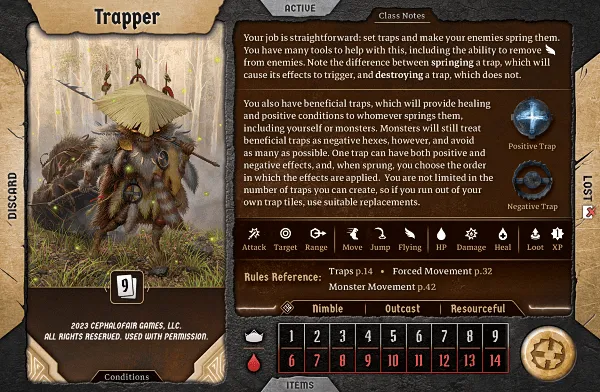 Trapper
ACTIVE
Class Notes
Your job is straightforward: set traps and make your enemies spring them.
You have many tools to help with this, including the ability to remove
from enemies. Note the difference between springing a trap, which will
cause its effects to trigger, and destroying a trap, which does not.
You also have beneficial traps, which will provide healing
and positive conditions to whomever springs them,
including yourself or monsters. Monsters will still treat
beneficial traps as negative hexes, however, and avoid
as many as possible. One trap can have both positive and
negative effects, and, when sprung, you choose the order
in which the effects are applied. You are not limited in the
number of traps you can create, so if you run out of your
own trap tiles, use suitable replacements.
Positive Trap
Negative Trap
DISCARD
LOST
Attack Target Range Move Jump Flying HP Damage Heal Loot XP
Rules Reference: Traps p.14 • Forced Movement p.32
Monster Movement p.42
9
Nimble Outcast Resourceful
1 2 3 4 5 6 7 8 9
6 7 8 9 10 11 12 13 14
2023 CEPHALOFAIR GAMES, LLC.
ALL RIGHTS RESERVED. USED WITH PERMISSION.
Conditions
ITEMS